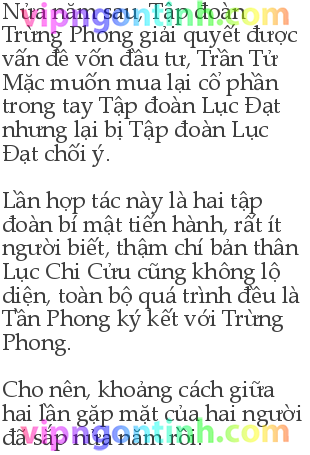 Nửa năm sau, Tập đoàn
Trừng Phong giải quyết được
vấn đề vốn đầu tư, Trần Tử
Mặc muốn mua lại cổ phần
trong tay Tập đoàn Lục Đạt
nhưng lại bị Tập đoàn Lục
Đạt chối ý.
Lần hợp tác này là hai tập
đoàn bí mật tiến hành, rất ít
người biết, thậm chí bản thân
Lục Chi Cửu cũng không lộ
diện, toàn bộ quá trình đều là
Tần Phong ký kết với Trừng
Phong.
Cho nên, khoảng cách giữa
hai lần gặp mặt của hai người
đã sắp nửa năm rồi.
vipngontinh.com
vipngontinh.com